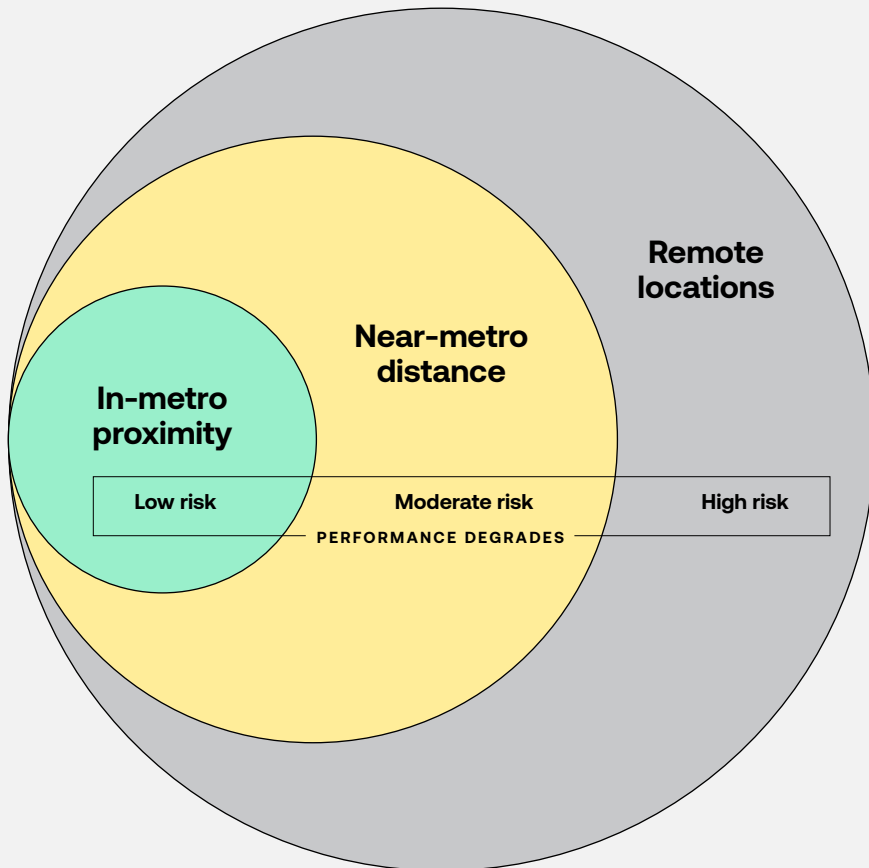 Remote
locations
Near-metro
distance
In-metro
proximity
Low risk
Moderate risk
High risk
PERFORMANCE DEGRADES